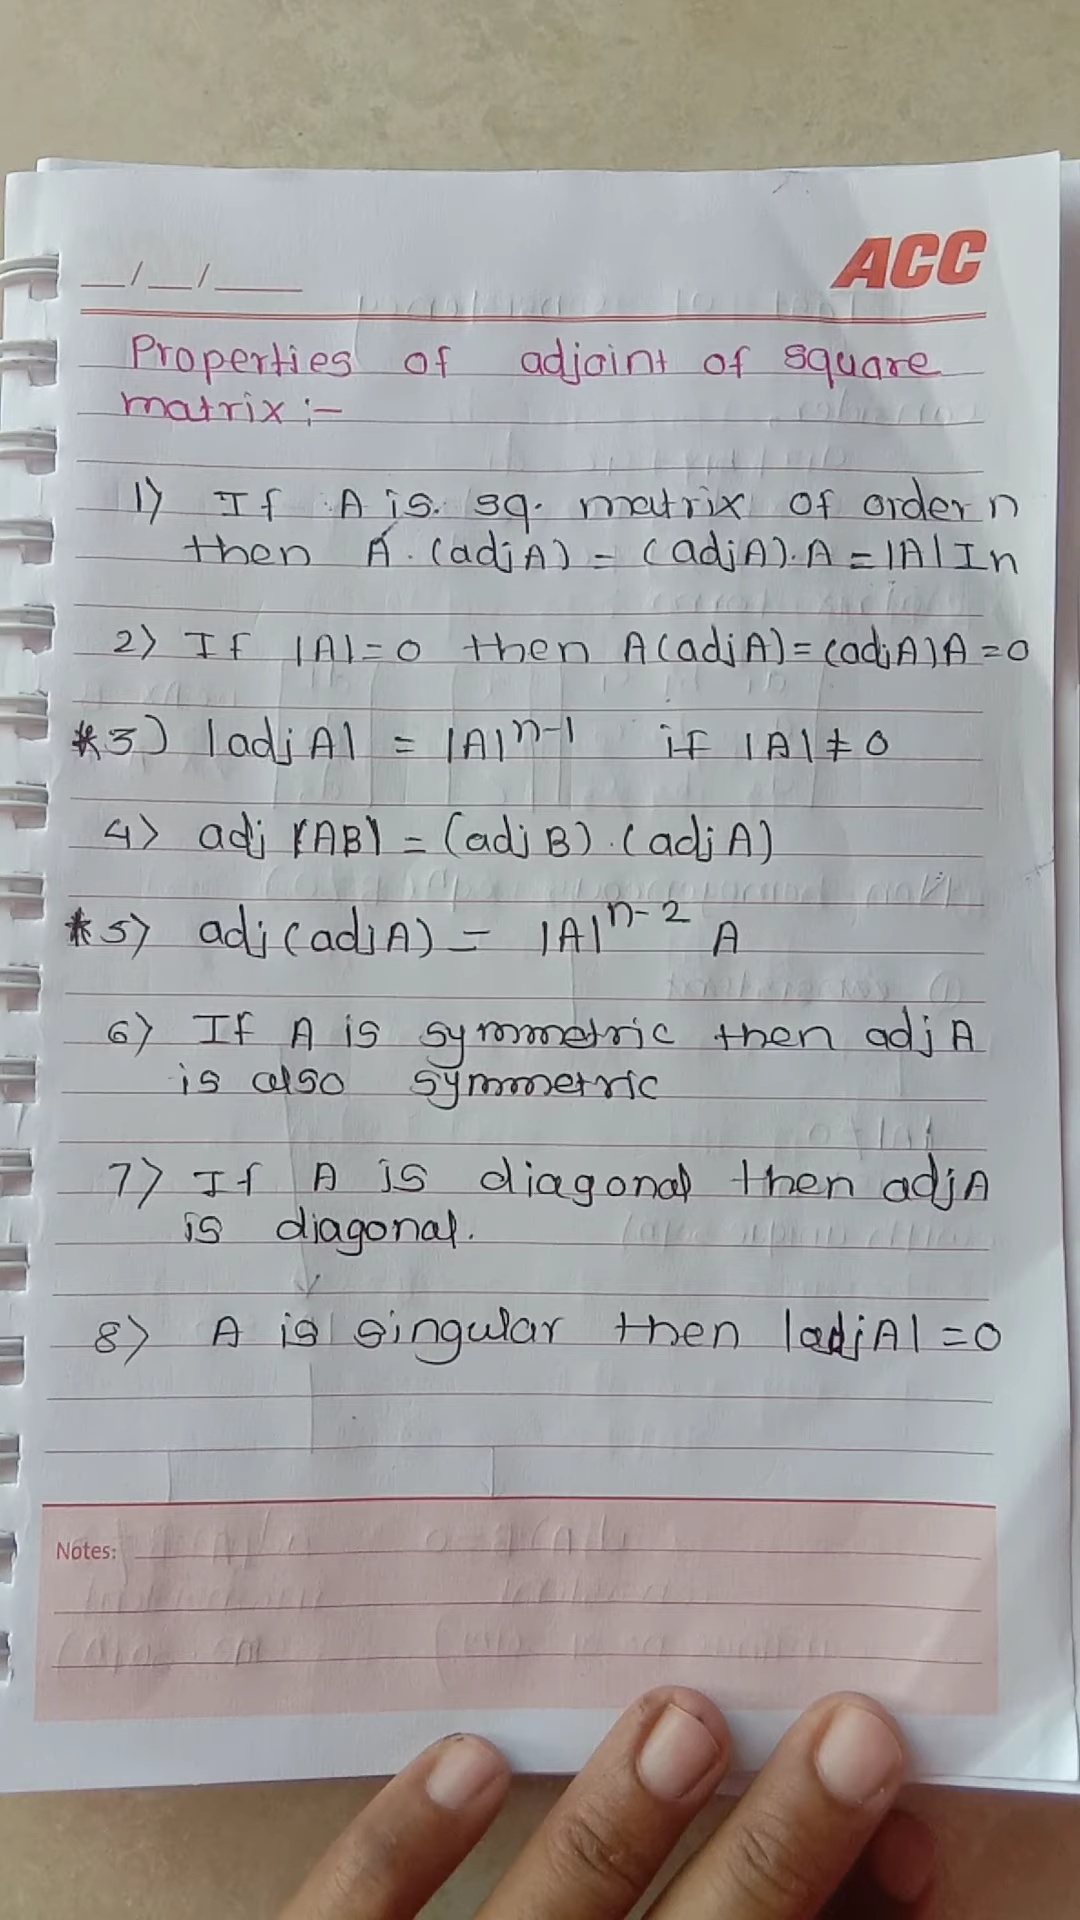 ACC
__/__/____
Properties of adjoint of square
matrix :-
1) If A is. sq. matrix of order n
then A.(adjA) = (adjA).A = |A|In
2) If |A|=0 then A(adjA)=(adjA)A=0
*3) |adj A| = |A|^n-1 if |A| ≠ 0
4) adj (AB) = (adj B).(adj A)
*5) adj(adjA) = |A|^n-2 A
6) If A is symmetric then adj A
is also symmetric
7) If A is diagonal then adjA
is diagonal.
8) A is singular then |adjA| =0
Notes: